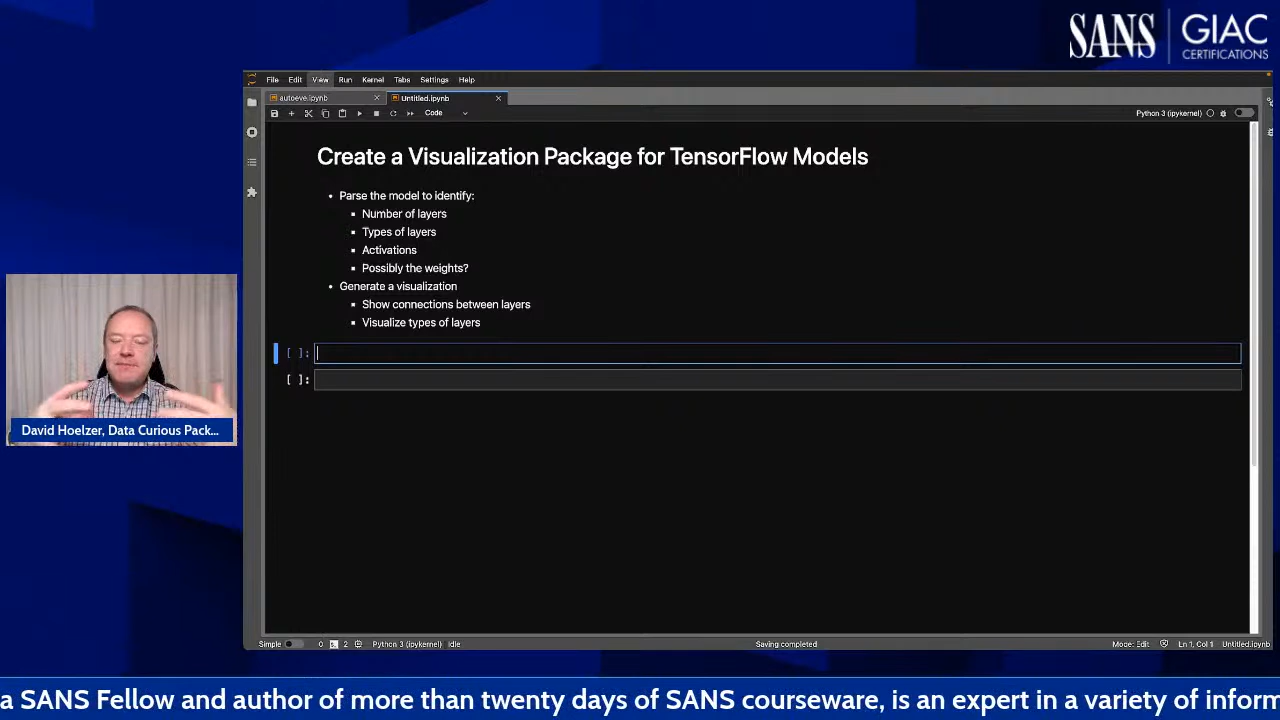 SANS
GIAC
CERTIFICATIONS
File Edit View Run Kernel Tabs Settings Help
autoeve.ipynb
Untitled.ipynb
Code
Python 3 (ipykernel)
Create a Visualization Package for TensorFlow Models
• Parse the model to identify:
▪ Number of layers
▪ Types of layers
▪ Activations
▪ Possibly the weights?
• Generate a visualization
▪ Show connections between layers
▪ Visualize types of layers
[ ]:
[ ]:
David Hoelzer, Data Curious Pack...
Simple 0 2 Python 3 (ipykernel) Idle Saving completed Mode: Edit Ln 1, Col 1 Untitled.ipynb
a SANS Fellow and author of more than twenty days of SANS courseware, is an expert in a variety of inform